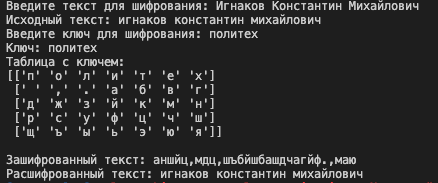 Введите текст для шифрования: Игнаков Константин Михайлович
Исходный текст: игнаков константин михайлович
Введите ключ для шифрования: политех
Ключ: политех
Таблица с ключем:
[['п' 'о' 'л' 'и' 'т' 'е' 'х']
 [' ' ',' '.' 'а' 'б' 'в' 'г']
 ['д' 'ж' 'з' 'й' 'к' 'м' 'н']
 ['р' 'с' 'у' 'ф' 'ц' 'ч' 'ш']
 ['щ' 'ъ' 'ы' 'ь' 'э' 'ю' 'я']]
Зашифрованный текст: аншйц,мдц,шъбйшбашдчагйф.,маю
Расшифрованный текст: игнаков константин михайлович